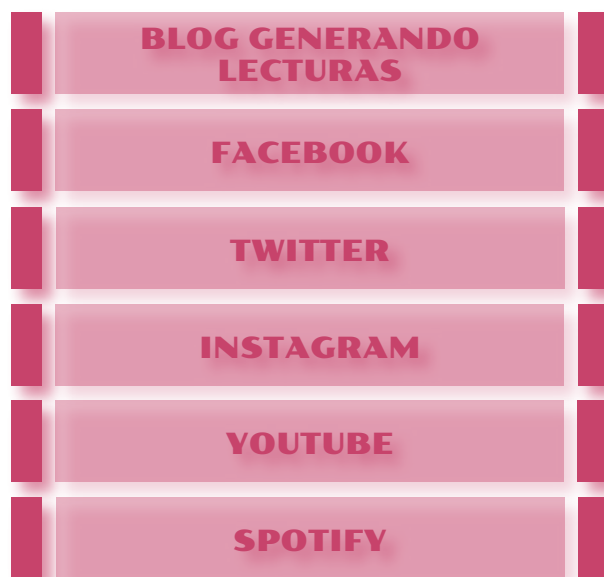 BLOG GENERANDO
LECTURAS
FACEBOOK
TWITTER
INSTAGRAM
YOUTUBE
SPOTIFY